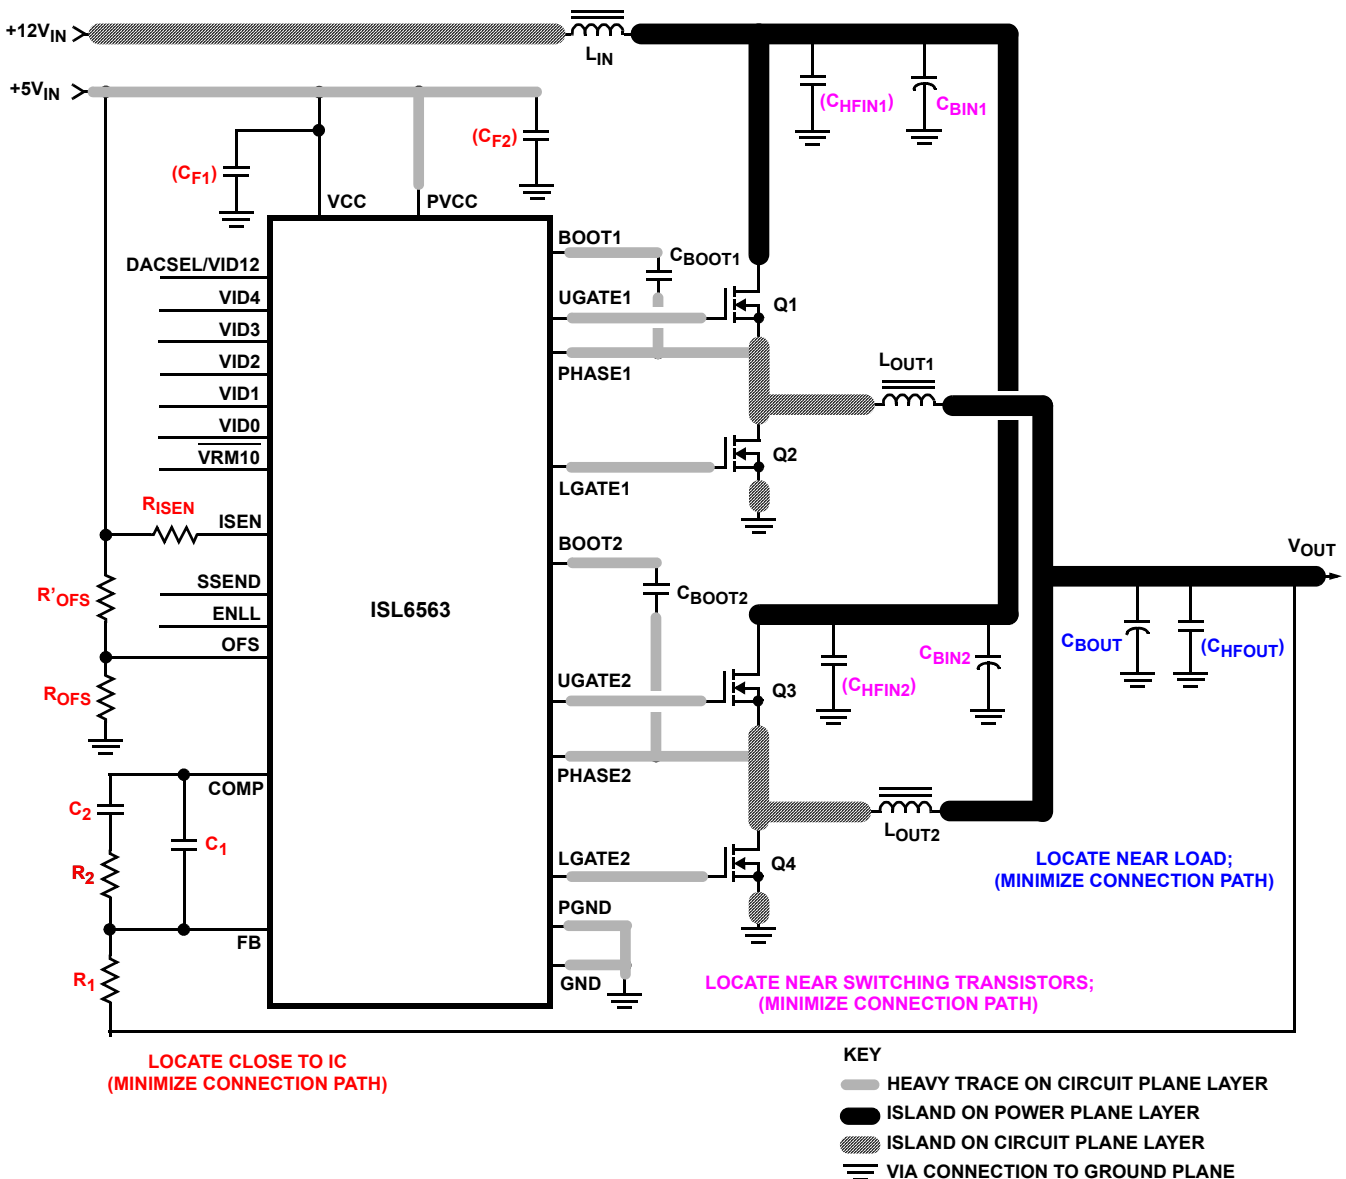 +12VIN
LIN
+5VIN
(CHFIN1)
CBIN1
(CF2)
(CF1)
VCC
PVCC
BOOT1
CBOOT1
DACSEL/VID12
VID4
UGATE1
Q1
VID3
VID2
PHASE1
LOUT1
VID1
VID0
VRM10
Q2
LGATE1
RISEN
ISEN
BOOT2
VOUT
SSEND
R'OFS
CBOOT2
ENLL
ISL6563
OFS
CBOUT
(CHFOUT)
CBIN2
ROFS
UGATE2
Q3
(CHFIN2)
PHASE2
COMP
C2
C1
LOUT2
R2
LGATE2
Q4
LOCATE NEAR LOAD;
(MINIMIZE CONNECTION PATH)
PGND
FB
R1
GND
LOCATE NEAR SWITCHING TRANSISTORS;
(MINIMIZE CONNECTION PATH)
LOCATE CLOSE TO IC
(MINIMIZE CONNECTION PATH)
KEY
HEAVY TRACE ON CIRCUIT PLANE LAYER
ISLAND ON POWER PLANE LAYER
ISLAND ON CIRCUIT PLANE LAYER
VIA CONNECTION TO GROUND PLANE